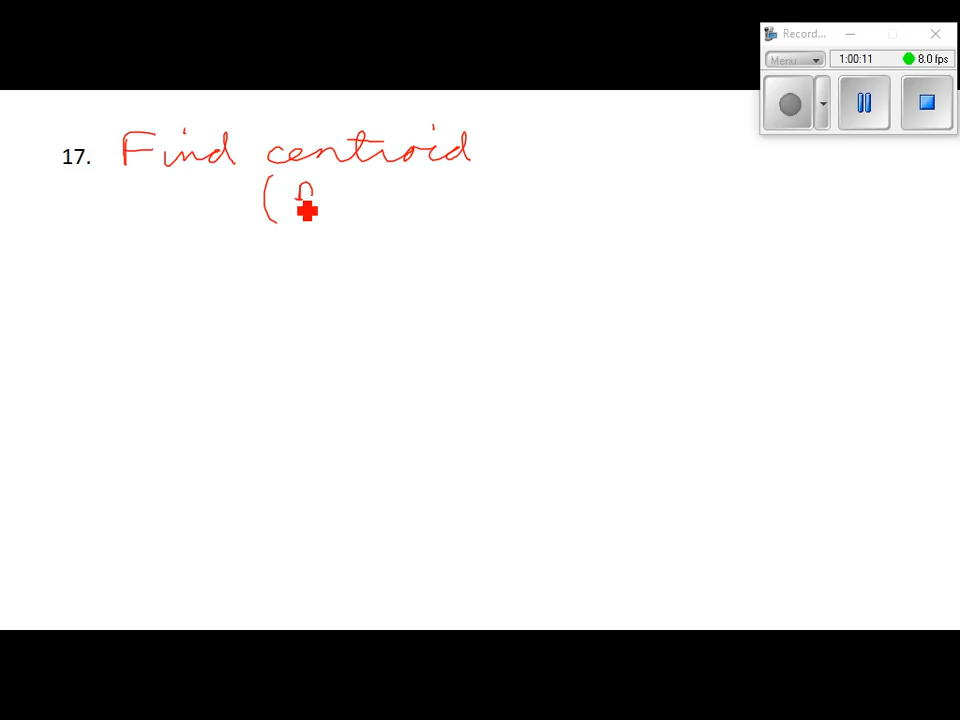 Record...
Menu
1:00:11
8.0 fps
17. Find centroid
(